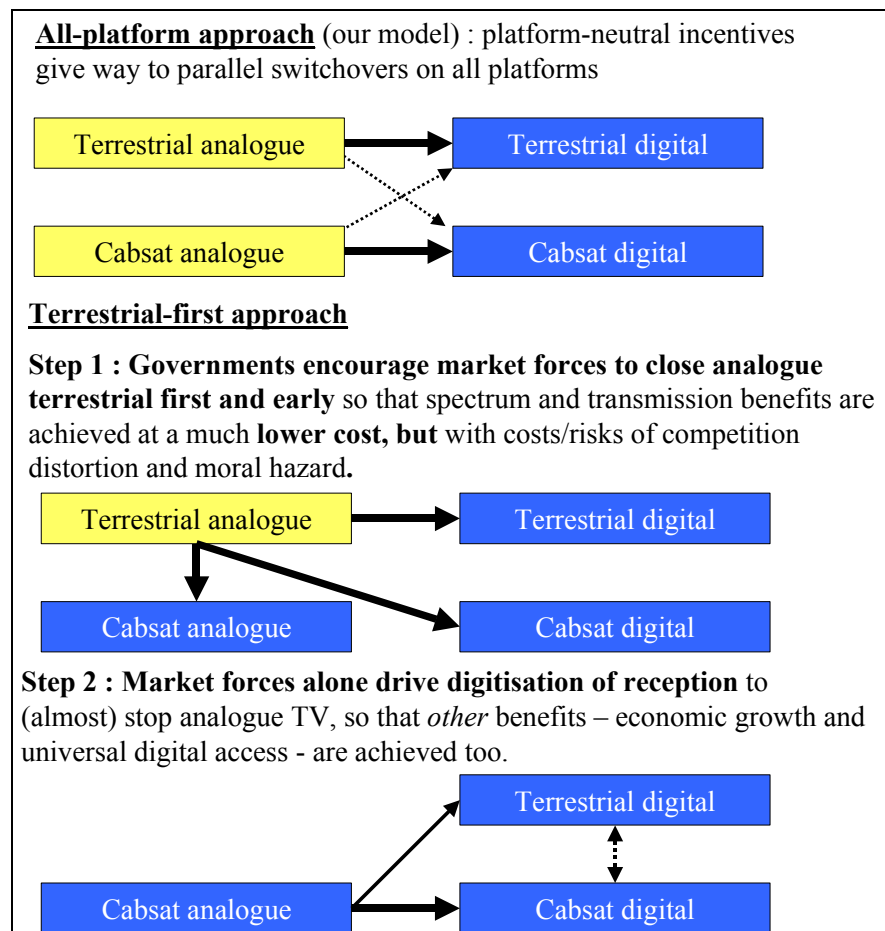 All-platform approach (our model) : platform-neutral incentives
give way to parallel switchovers on all platforms
Terrestrial analogue
Terrestrial digital
Cabsat analogue
Cabsat digital
Terrestrial-first approach
Step 1 : Governments encourage market forces to close analogue
terrestrial first and early so that spectrum and transmission benefits are
achieved at a much lower cost, but with costs/risks of competition
distortion and moral hazard.
Terrestrial analogue
Terrestrial digital
Cabsat analogue
Cabsat digital
Step 2 : Market forces alone drive digitisation of reception to
(almost) stop analogue TV, so that other benefits – economic growth and
universal digital access - are achieved too.
Terrestrial digital
Cabsat analogue
Cabsat digital